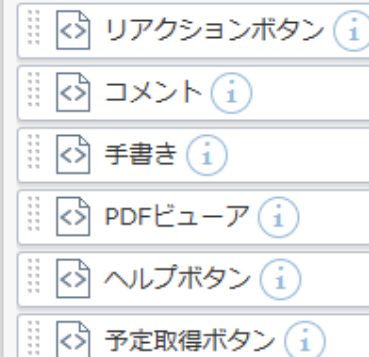 リアクションボタン
コメント
手書き
PDFビューア
ヘルプボタン
予定取得ボタン